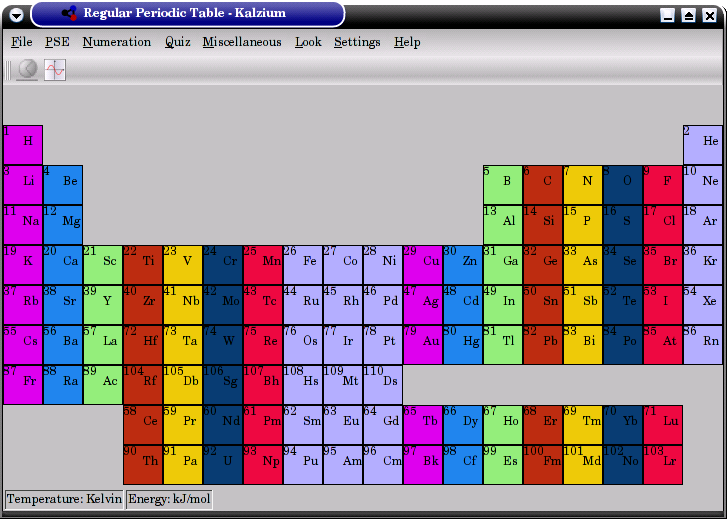 Regular Periodic Table - Kalzium
File PSE Numeration Quiz Miscellaneous Look Settings Help
1 H 2 He
3 Li 4 Be 5 B 6 C 7 N 8 O 9 F 10 Ne
11 Na 12 Mg 13 Al 14 Si 15 P 16 S 17 Cl 18 Ar
19 K 20 Ca 21 Sc 22 Ti 23 V 24 Cr 25 Mn 26 Fe 27 Co 28 Ni 29 Cu 30 Zn 31 Ga 32 Ge 33 As 34 Se 35 Br 36 Kr
37 Rb 38 Sr 39 Y 40 Zr 41 Nb 42 Mo 43 Tc 44 Ru 45 Rh 46 Pd 47 Ag 48 Cd 49 In 50 Sn 51 Sb 52 Te 53 I 54 Xe
55 Cs 56 Ba 57 La 72 Hf 73 Ta 74 W 75 Re 76 Os 77 Ir 78 Pt 79 Au 80 Hg 81 Tl 82 Pb 83 Bi 84 Po 85 At 86 Rn
87 Fr 88 Ra 89 Ac 104 Rf 105 Db 106 Sg 107 Bh 108 Hs 109 Mt 110 Ds
58 Ce 59 Pr 60 Nd 61 Pm 62 Sm 63 Eu 64 Gd 65 Tb 66 Dy 67 Ho 68 Er 69 Tm 70 Yb 71 Lu
90 Th 91 Pa 92 U 93 Np 94 Pu 95 Am 96 Cm 97 Bk 98 Cf 99 Es 100 Fm 101 Md 102 No 103 Lr
Temperature: Kelvin Energy: kJ/mol